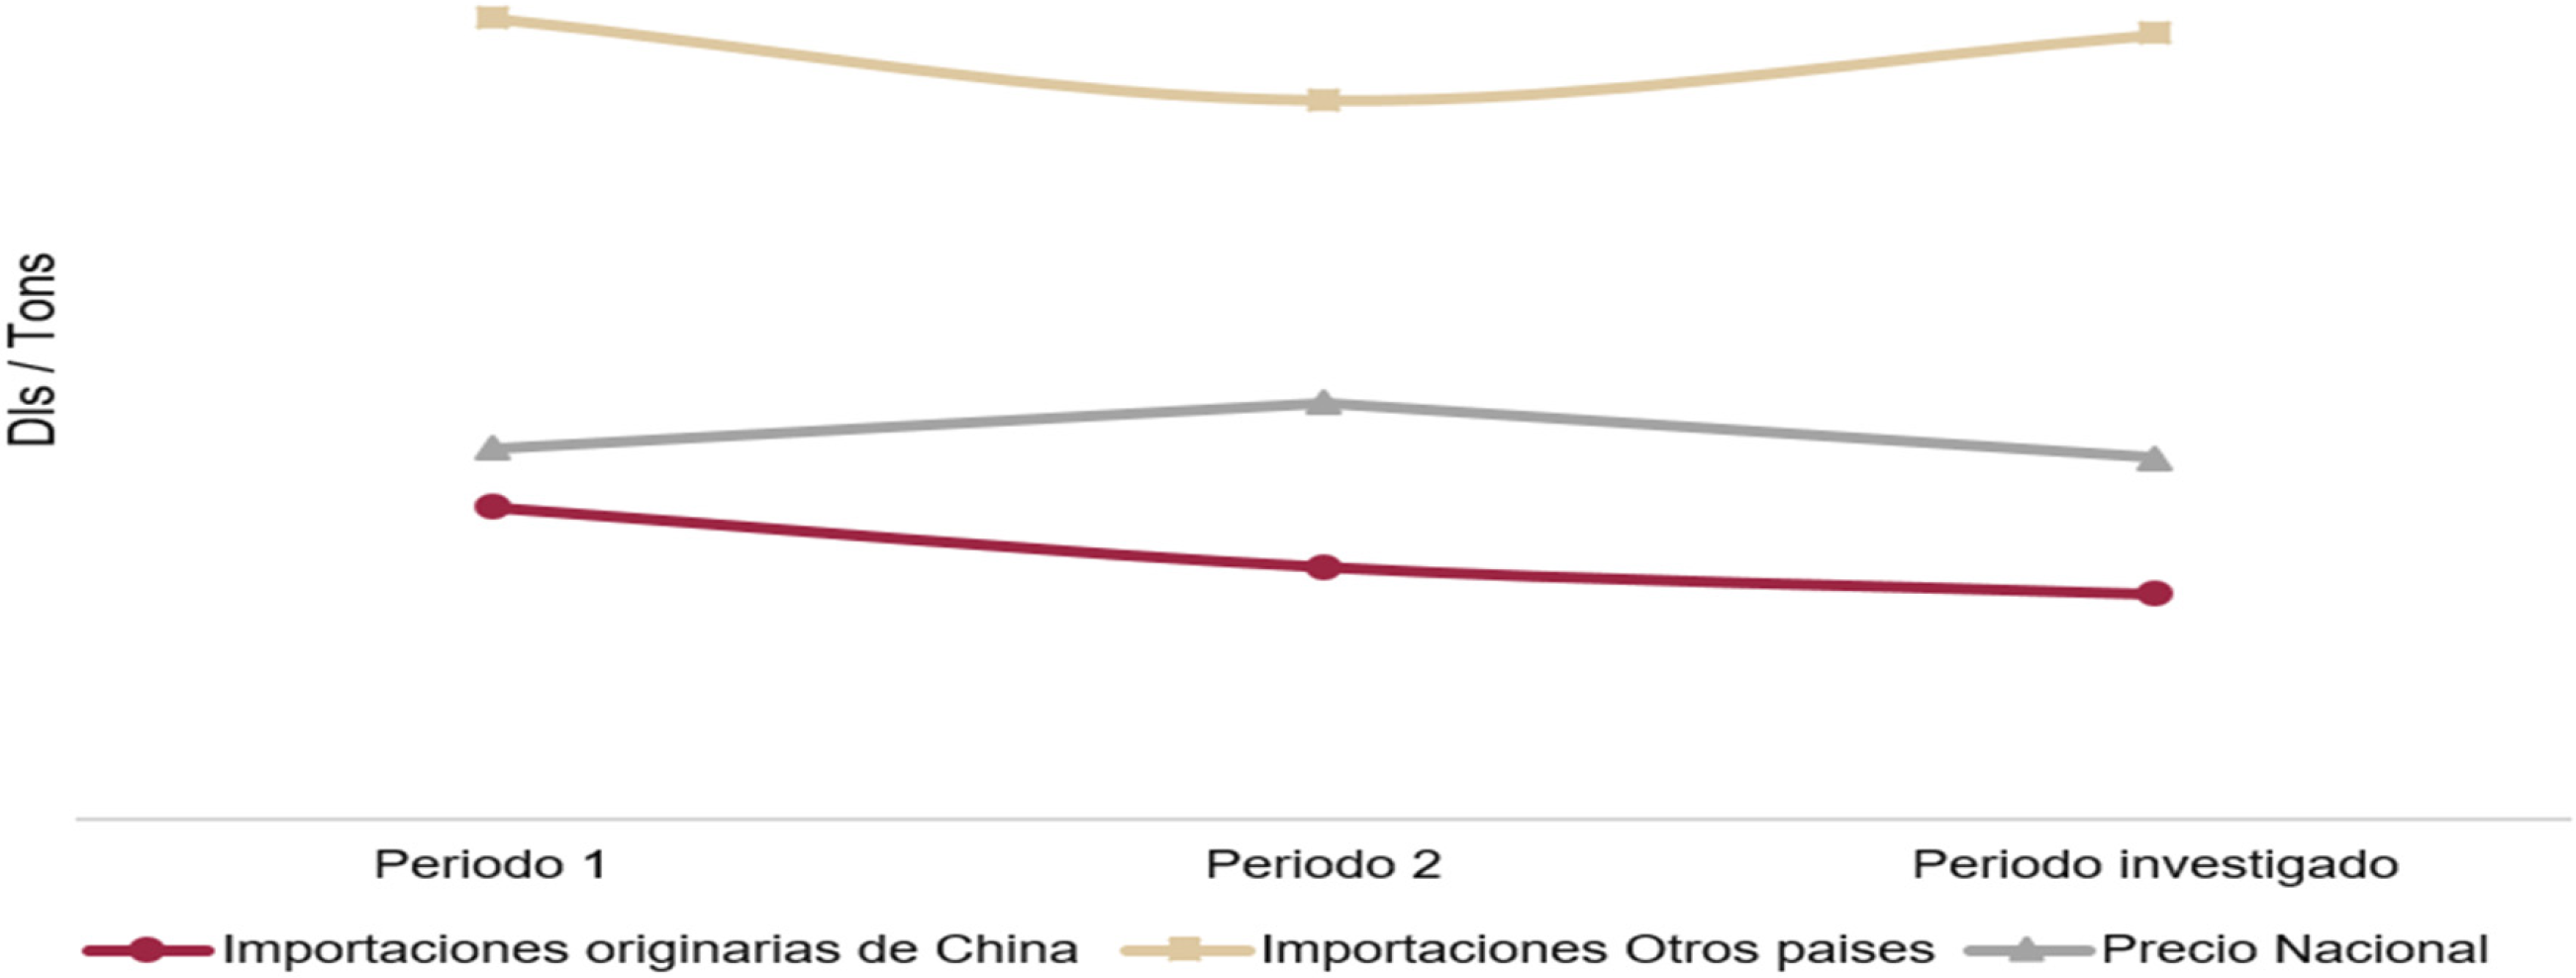 Dls / Tons
Periodo 1 Periodo 2 Periodo investigado
Importaciones originarias de China Importaciones Otros paises Precio Nacional